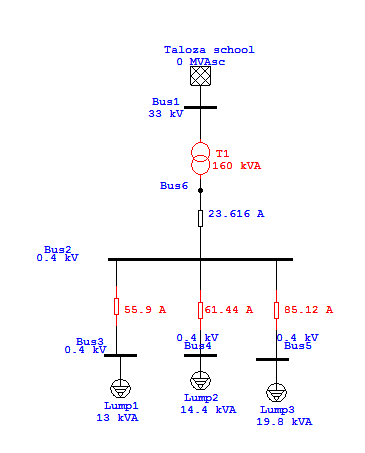 Taloza school
0 MVAsc
Bus1
33 kV
T1
160 kVA
Bus6
23.616 A
Bus2
0.4 kV
55.9 A
61.44 A
85.12 A
Bus3
0.4 kV
0.4 kV
Bus4
0.4 kV
Bus5
Lump1
13 kVA
Lump2
14.4 kVA
Lump3
19.8 kVA